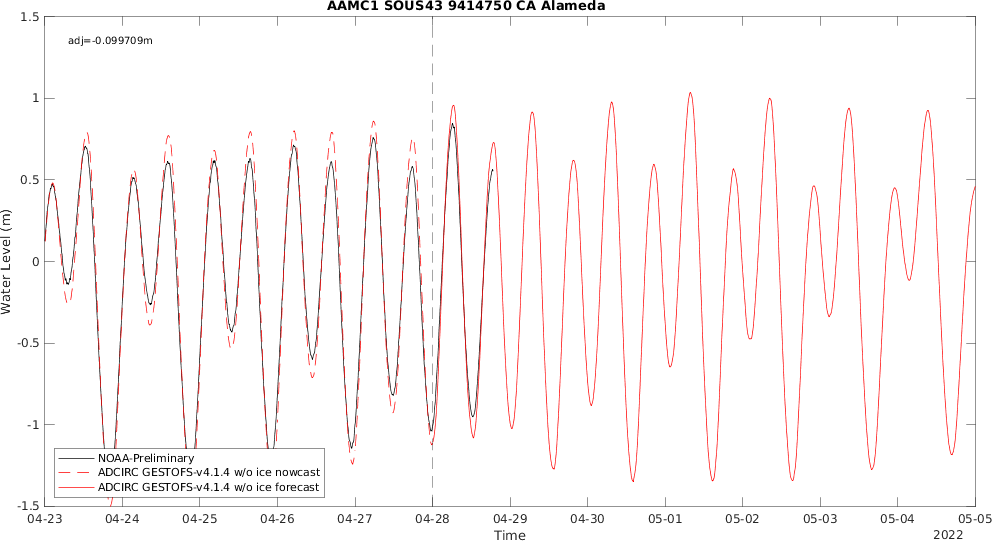 AAMC1 SOUS43 9414750 CA Alameda
adj=-0.099709m
1.5
1
0.5
0
-0.5
-1
-1.5
Water Level (m)
NOAA-Preliminary
ADCIRC GESTOFS-v4.1.4 w/o ice nowcast
ADCIRC GESTOFS-v4.1.4 w/o ice forecast
04-23 04-24 04-25 04-26 04-27 04-28 04-29 04-30 05-01 05-02 05-03 05-04 05-05
Time
2022